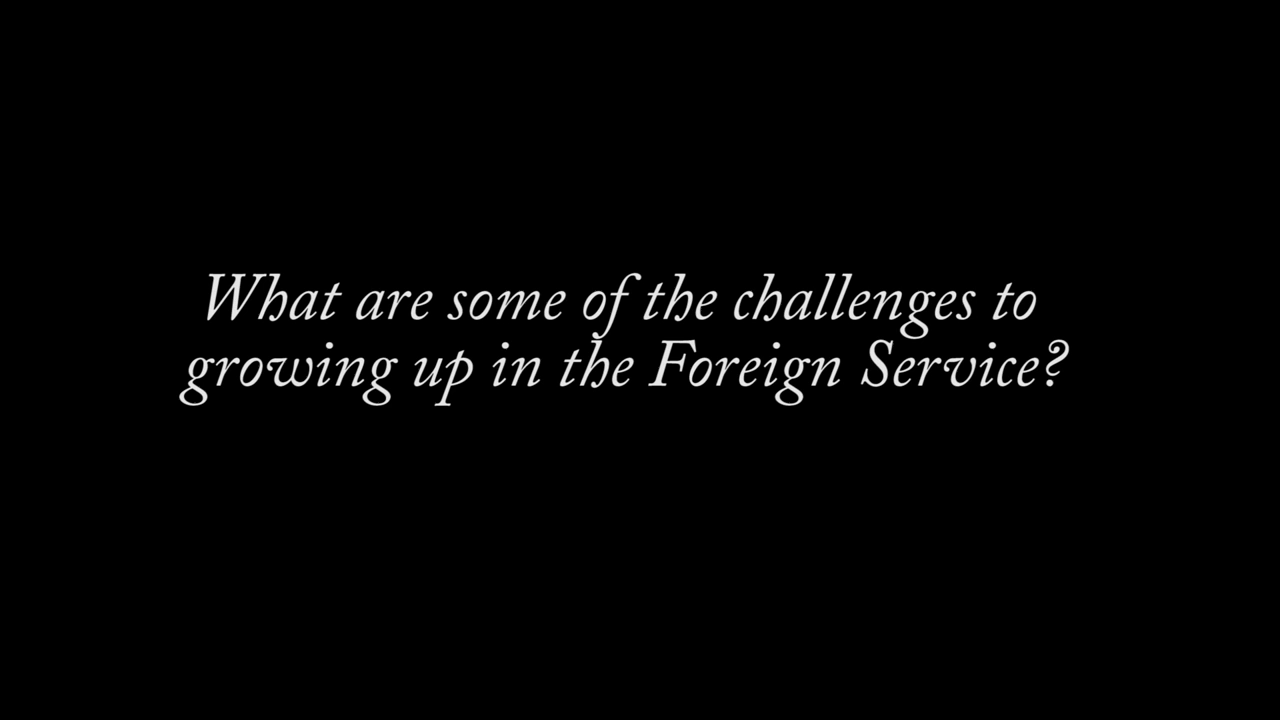 What are some of the challenges to
growing up in the Foreign Service?